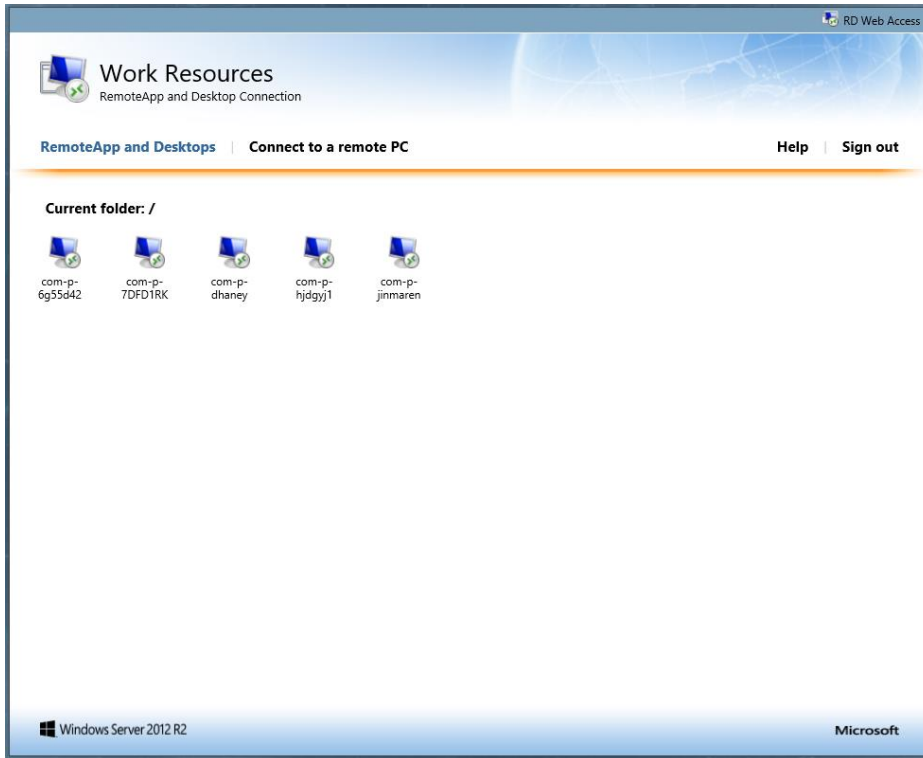 RD Web Access
Work Resources
RemoteApp and Desktop Connection
RemoteApp and Desktops
Connect to a remote PC
Help
Sign out
Current folder: /
com-p-
6g55d42
com-p-
7DFD1RK
com-p-
dhaney
com-p-
hjdgyj1
com-p-
jinmaren
Windows Server 2012 R2
Microsoft